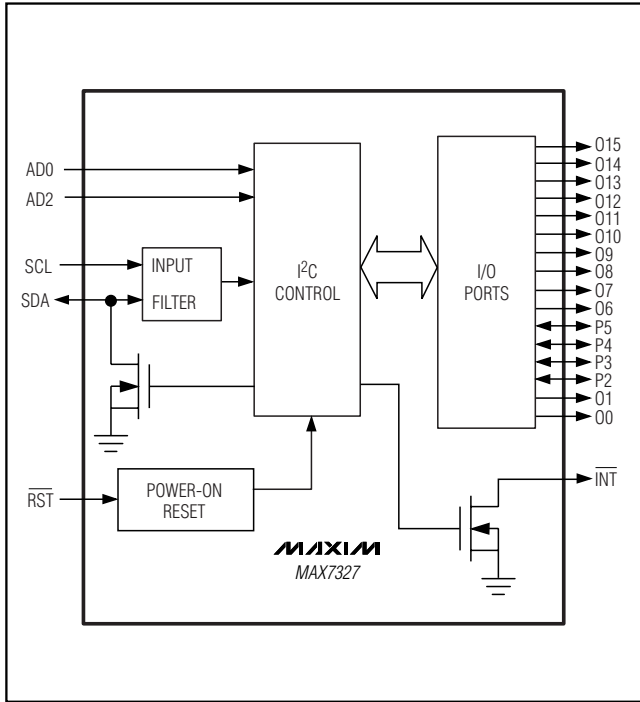 AD0
AD2
SCL
SDA
RST
INPUT
FILTER
I²C
CONTROL
I/O
PORTS
POWER-ON
RESET
O15
O14
O13
O12
O11
O10
O9
O8
O7
O6
P5
P4
P3
P2
O1
O0
INT
MAXIM
MAX7327